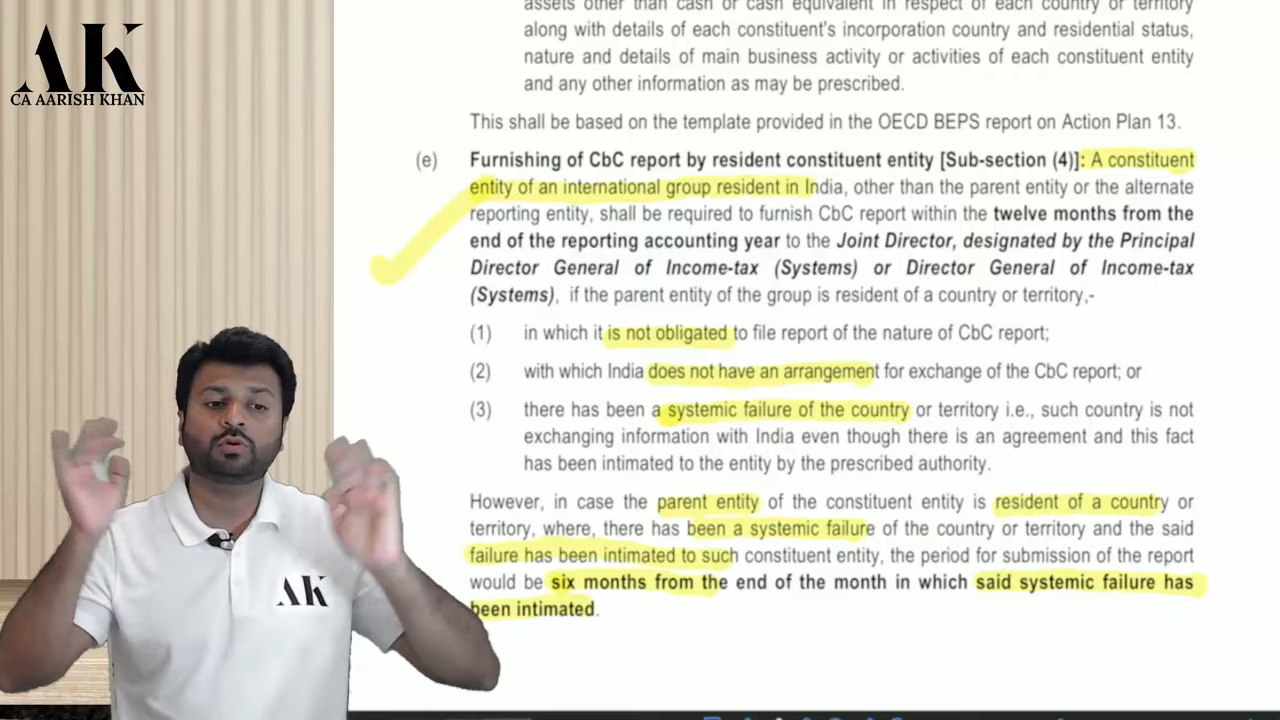 AK
CA AARISH KHAN
assets other than cash or cash equivalent in respect of each country or territory
along with details of each constituent's incorporation country and residential status,
nature and details of main business activity or activities of each constituent entity
and any other information as may be prescribed.
This shall be based on the template provided in the OECD BEPS report on Action Plan 13.
(e) Furnishing of CbC report by resident constituent entity [Sub-section (4)]: A constituent
entity of an international group resident in India, other than the parent entity or the alternate
reporting entity, shall be required to furnish CbC report within the twelve months from the
end of the reporting accounting year to the Joint Director, designated by the Principal
Director General of Income-tax (Systems) or Director General of Income-tax
(Systems), if the parent entity of the group is resident of a country or territory,-
(1) in which it is not obligated to file report of the nature of CbC report;
(2) with which India does not have an arrangement for exchange of the CbC report; or
(3) there has been a systemic failure of the country or territory i.e., such country is not
exchanging information with India even though there is an agreement and this fact
has been intimated to the entity by the prescribed authority.
However, in case the parent entity of the constituent entity is resident of a country or
territory, where, there has been a systemic failure of the country or territory and the said
failure has been intimated to such constituent entity, the period for submission of the report
would be six months from the end of the month in which said systemic failure has
been intimated.
AK